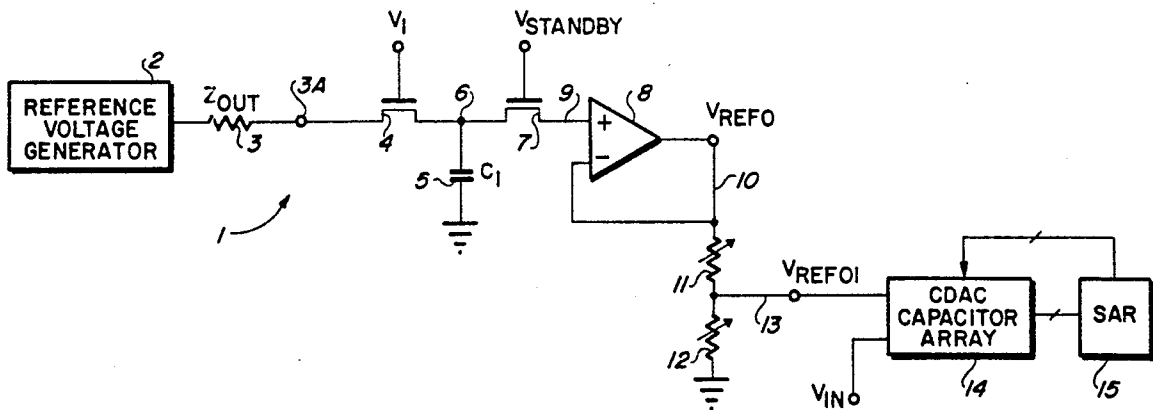 2
REFERENCE
VOLTAGE
GENERATOR
ZOUT
3
3A
V1
4
6
5
C1
VSTANDBY
7
9
8
+
−
VREFO
10
1
11
12
13
VREFO1
CDAC
CAPACITOR
ARRAY
14
VIN
SAR
15